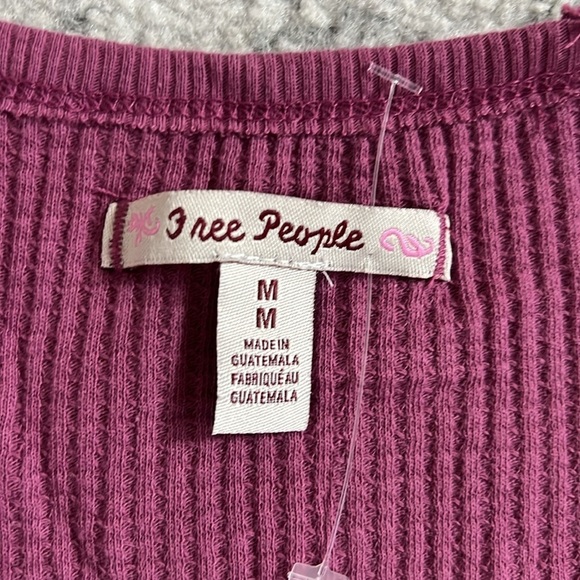 Free People
M
M
MADE IN
GUATEMALA
FABRIQUÉ AU
GUATEMALA